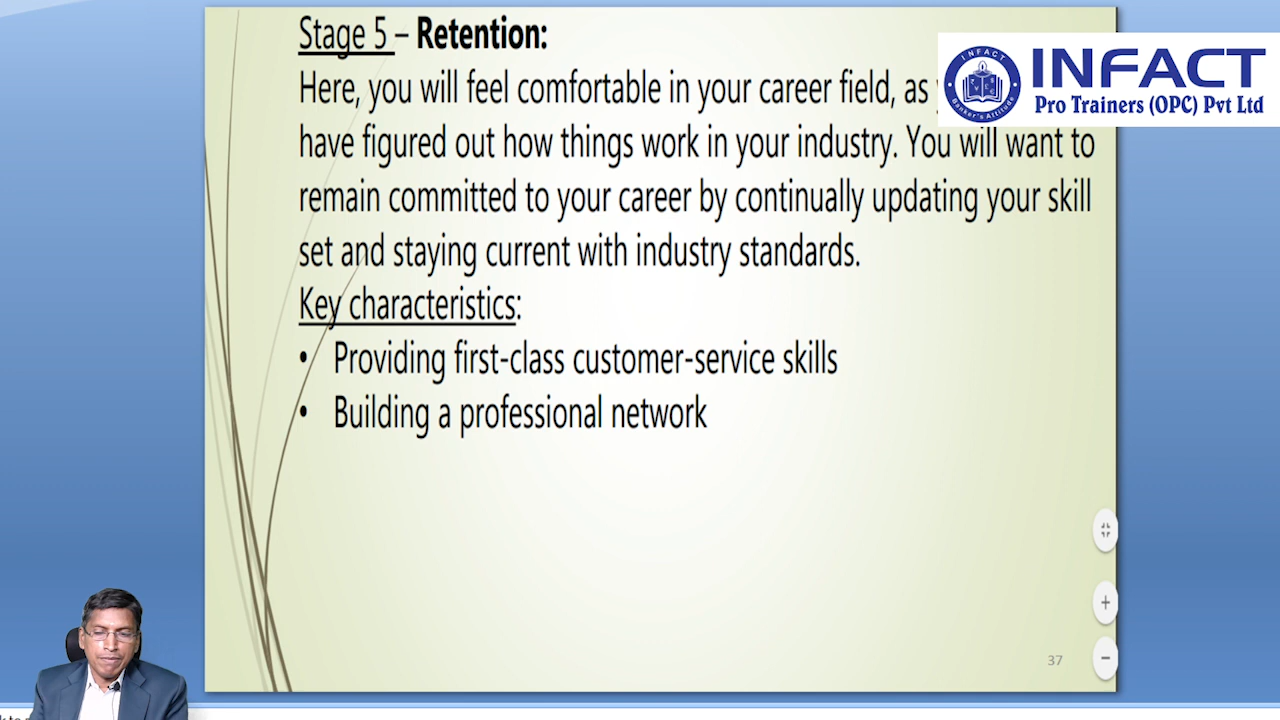 Stage 5 – Retention:
Here, you will feel comfortable in your career field, as
have figured out how things work in your industry. You will want to
remain committed to your career by continually updating your skill
set and staying current with industry standards.
Key characteristics:
• Providing first-class customer-service skills
• Building a professional network
37
INFACT
Pro Trainers (OPC) Pvt Ltd
INFACT
Banker's Attitude